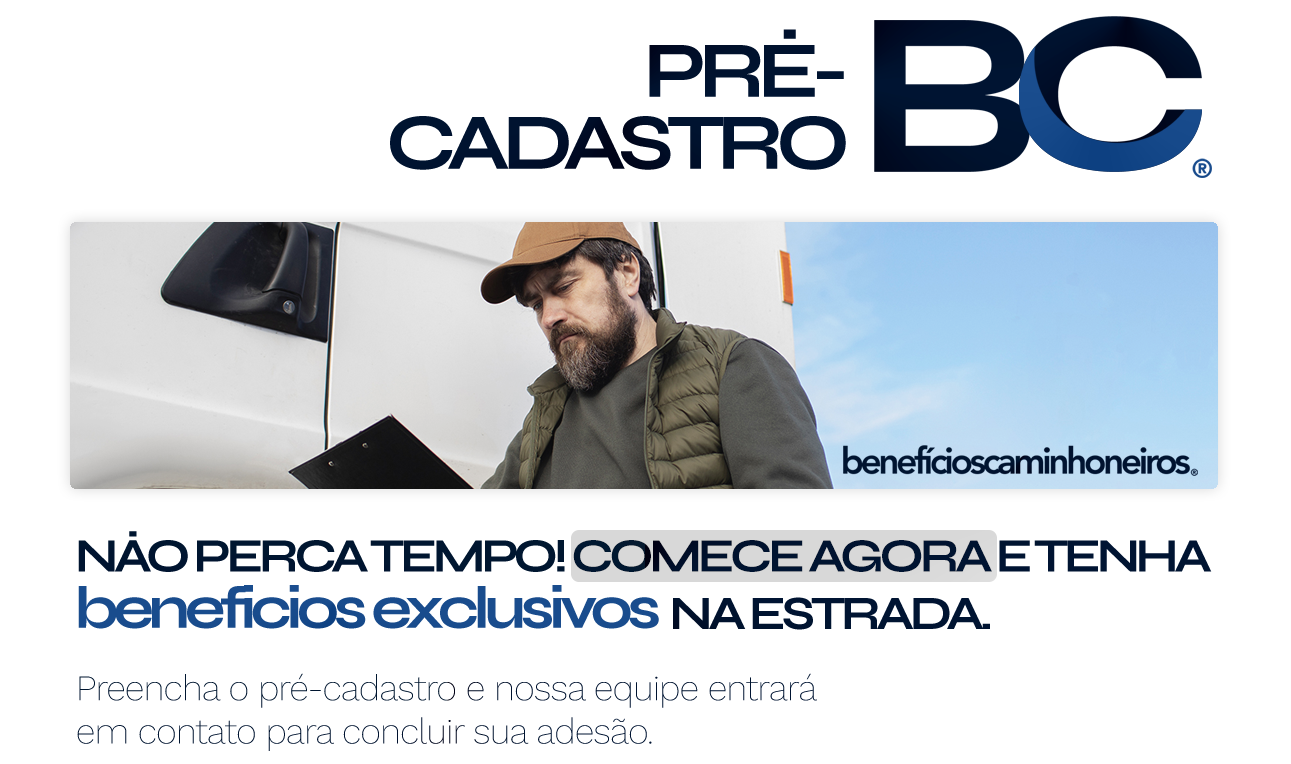 PRÉ-
CADASTRO
BC®
benefícioscaminhoneiros®
NÃO PERCA TEMPO! COMECE AGORA E TENHA
benefícios exclusivos NA ESTRADA.
Preencha o pré-cadastro e nossa equipe entrará
em contato para concluir sua adesão.